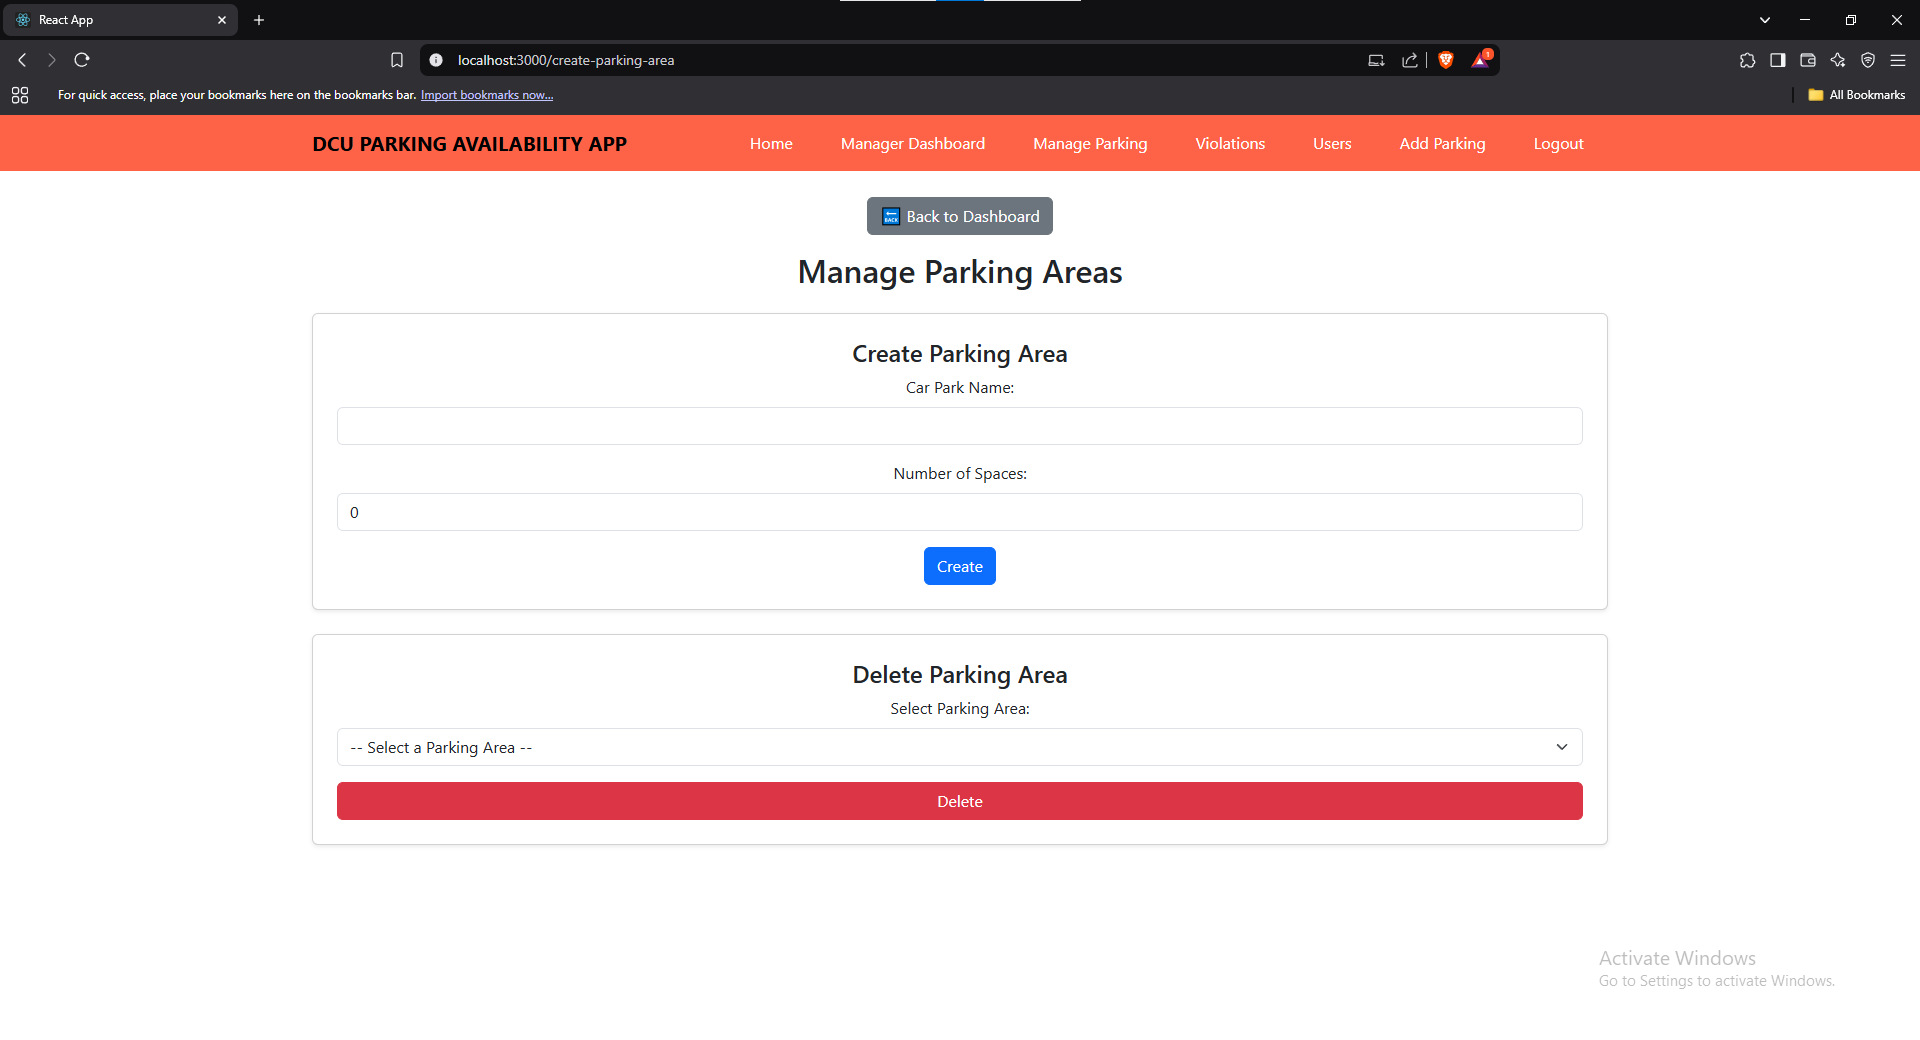 React App
localhost:3000/create-parking-area
1
For quick access, place your bookmarks here on the bookmarks bar. Import bookmarks now...
All Bookmarks
DCU PARKING AVAILABILITY APP
Home
Manager Dashboard
Manage Parking
Violations
Users
Add Parking
Logout
BACK
Back to Dashboard
Manage Parking Areas
Create Parking Area
Car Park Name:
Number of Spaces:
0
Create
Delete Parking Area
Select Parking Area:
-- Select a Parking Area --
Delete
Activate Windows
Go to Settings to activate Windows.